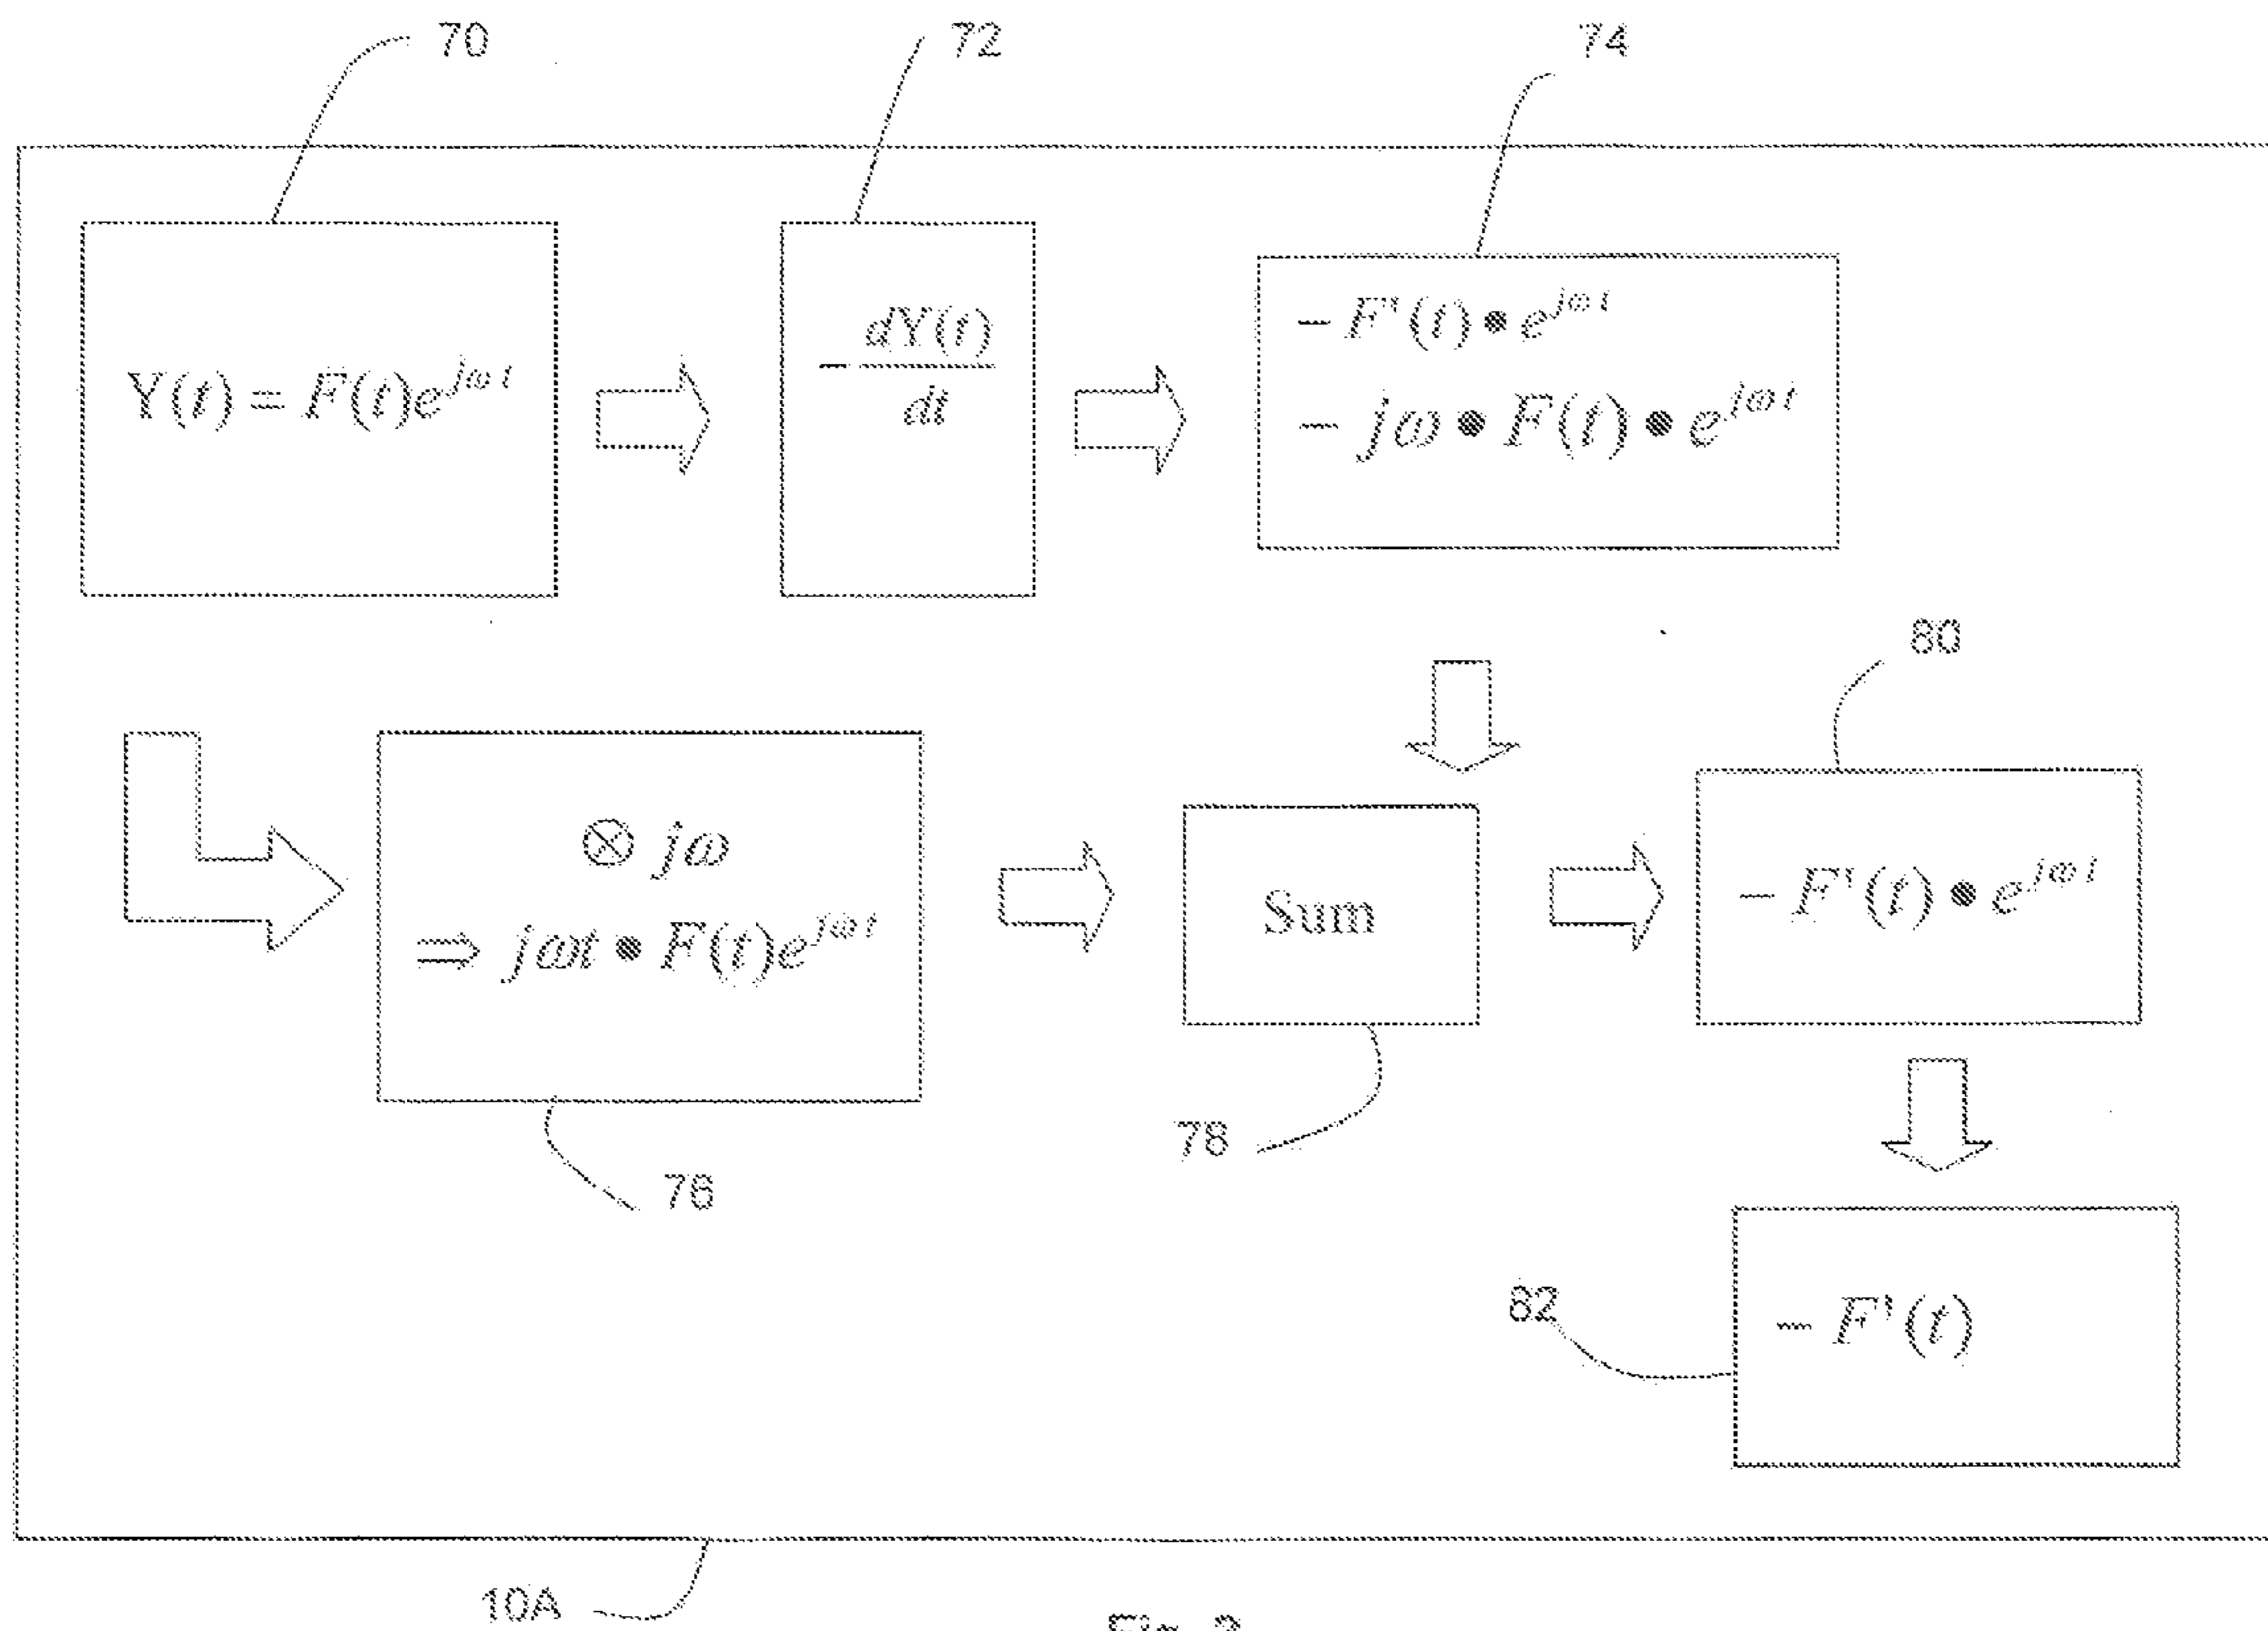 70
72
74
Y(t) = F(t)e^{jωt}
− dY(t)/dt
− F'(t) • e^{jωt}
− jω • F(t) • e^{jωt}
80
⊗ jω
⇒ jωt • F(t)e^{jωt}
Sum
− F'(t) • e^{jωt}
78
76
82
− F'(t)
10A